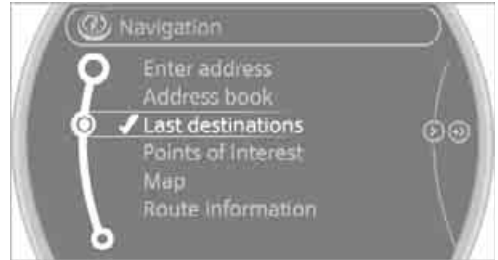 Navigation
Enter address
Address book
Last destinations
Points of Interest
Map
Route information